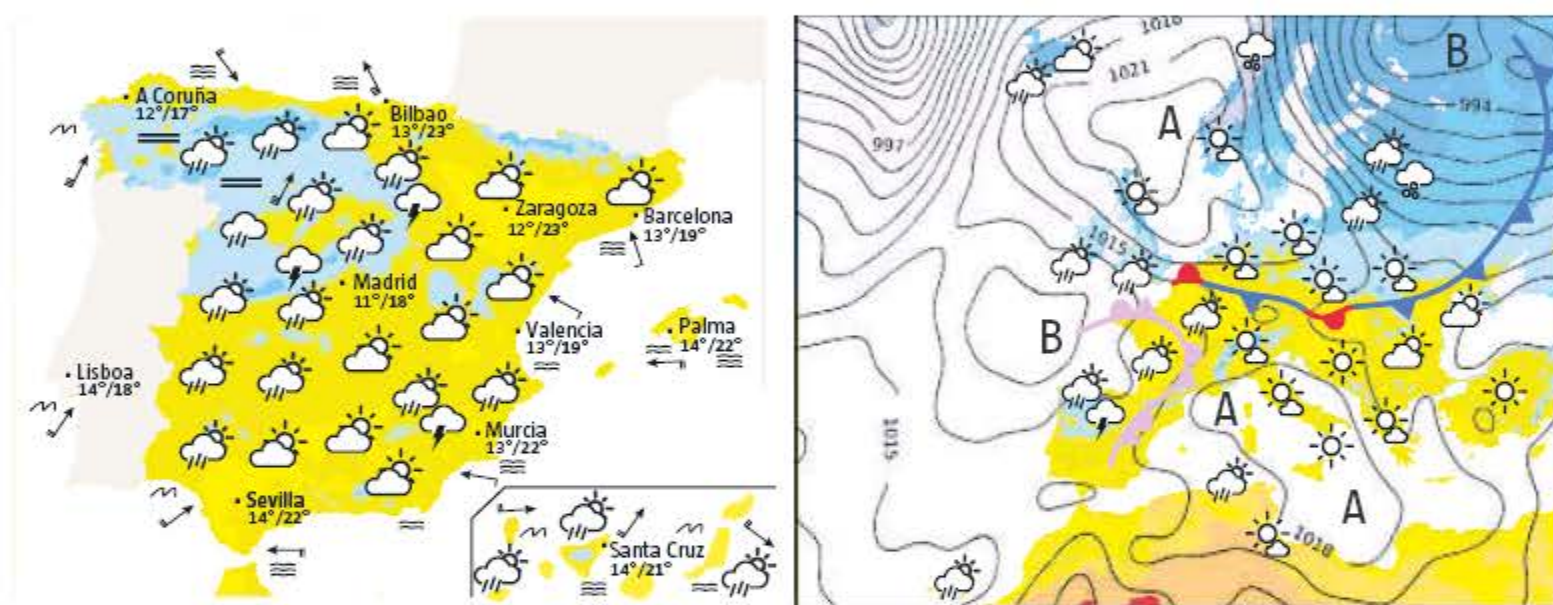 A Coruña
12°/17°
Bilbao
13°/23°
Zaragoza
12°/23°
Barcelona
13°/19°
Madrid
11°/18°
Valencia
13°/19°
Palma
14°/22°
Lisboa
14°/18°
Murcia
13°/22°
Sevilla
14°/22°
Santa Cruz
14°/21°
1018
1021
B
994
A
997
1015
B
A
1015
A
1018